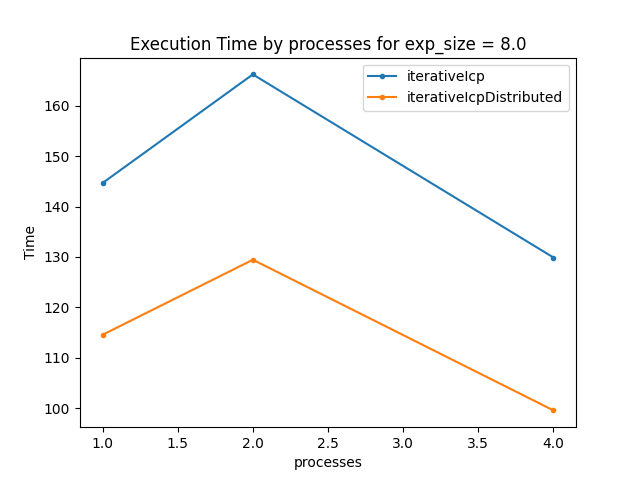 Execution Time by processes for exp_size = 8.0
iterativeIcp
iterativeIcpDistributed
Time
160
150
140
130
120
110
100
1.0 1.5 2.0 2.5 3.0 3.5 4.0
processes